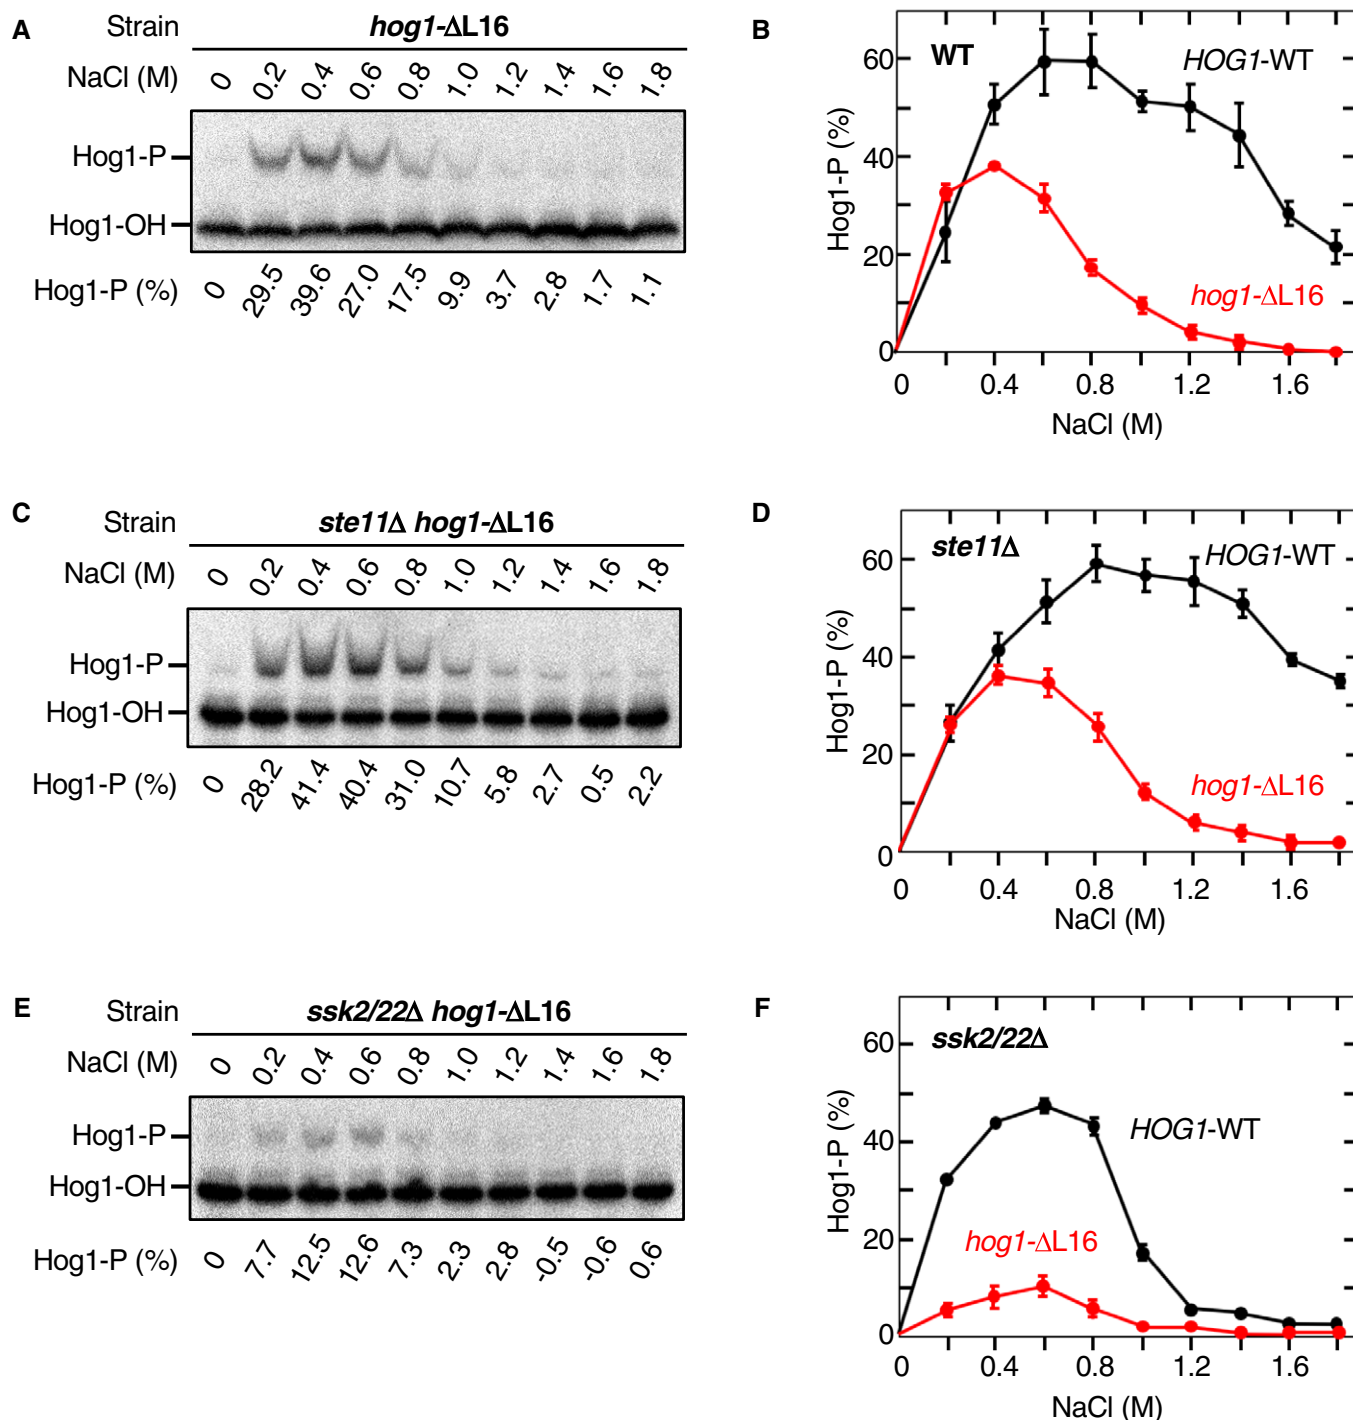 A
Strain hog1-ΔL16
NaCl (M) 0 0.2 0.4 0.6 0.8 1.0 1.2 1.4 1.6 1.8
Hog1-P
Hog1-OH
Hog1-P (%) 0 29.5 39.6 27.0 17.5 9.9 3.7 2.8 1.7 1.1
B
WT
HOG1-WT
hog1-ΔL16
Hog1-P (%)
60
40
20
0
0 0.4 0.8 1.2 1.6
NaCl (M)
C
Strain ste11Δ hog1-ΔL16
NaCl (M) 0 0.2 0.4 0.6 0.8 1.0 1.2 1.4 1.6 1.8
Hog1-P
Hog1-OH
Hog1-P (%) 0 28.2 41.4 40.4 31.0 10.7 5.8 2.7 0.5 2.2
D
ste11Δ
HOG1-WT
hog1-ΔL16
Hog1-P (%)
60
40
20
0
0 0.4 0.8 1.2 1.6
NaCl (M)
E
Strain ssk2/22Δ hog1-ΔL16
NaCl (M) 0 0.2 0.4 0.6 0.8 1.0 1.2 1.4 1.6 1.8
Hog1-P
Hog1-OH
Hog1-P (%) 0 7.7 12.5 12.6 7.3 2.3 2.8 -0.5 -0.6 0.6
F
ssk2/22Δ
HOG1-WT
hog1-ΔL16
Hog1-P (%)
60
40
20
0
0 0.4 0.8 1.2 1.6
NaCl (M)